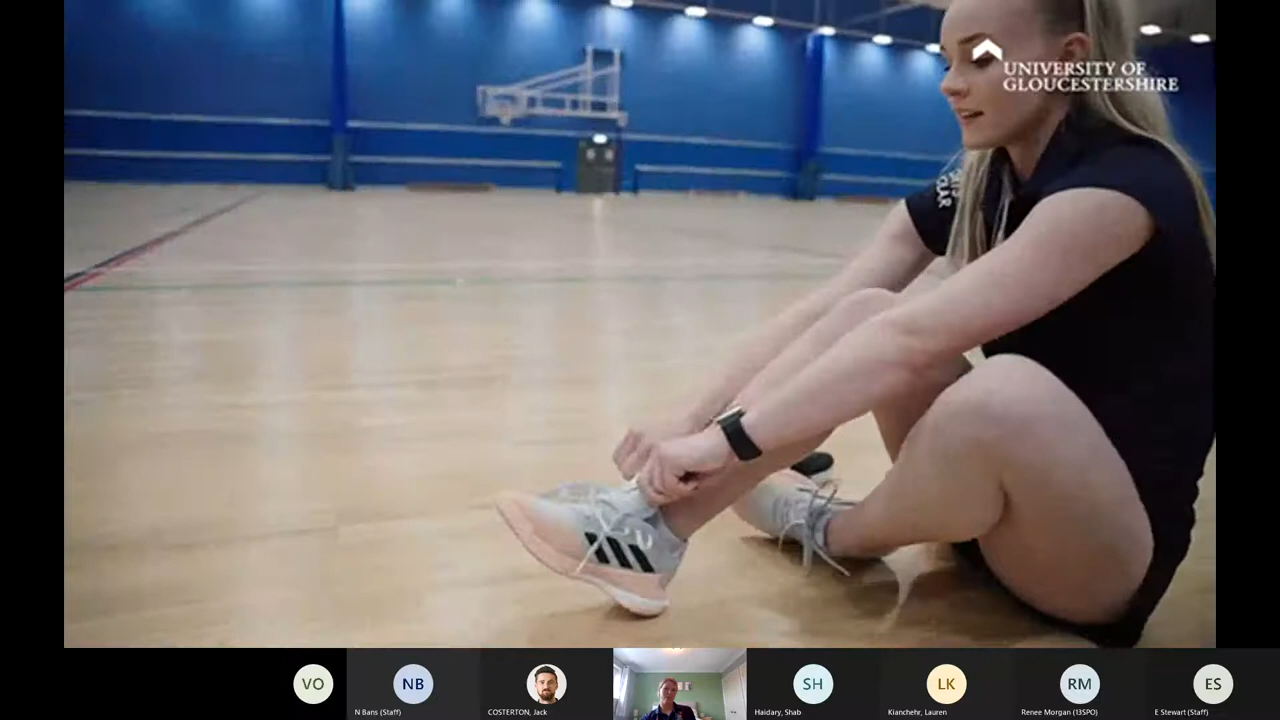 UNIVERSITY OF
GLOUCESTERSHIRE
VO
NB
SH
LK
RM
ES
N Bans (Staff)
COSTERTON, Jack
Haidary, Shab
Kianchehr, Lauren
Renee Morgan (13SPO)
E Stewart (Staff)